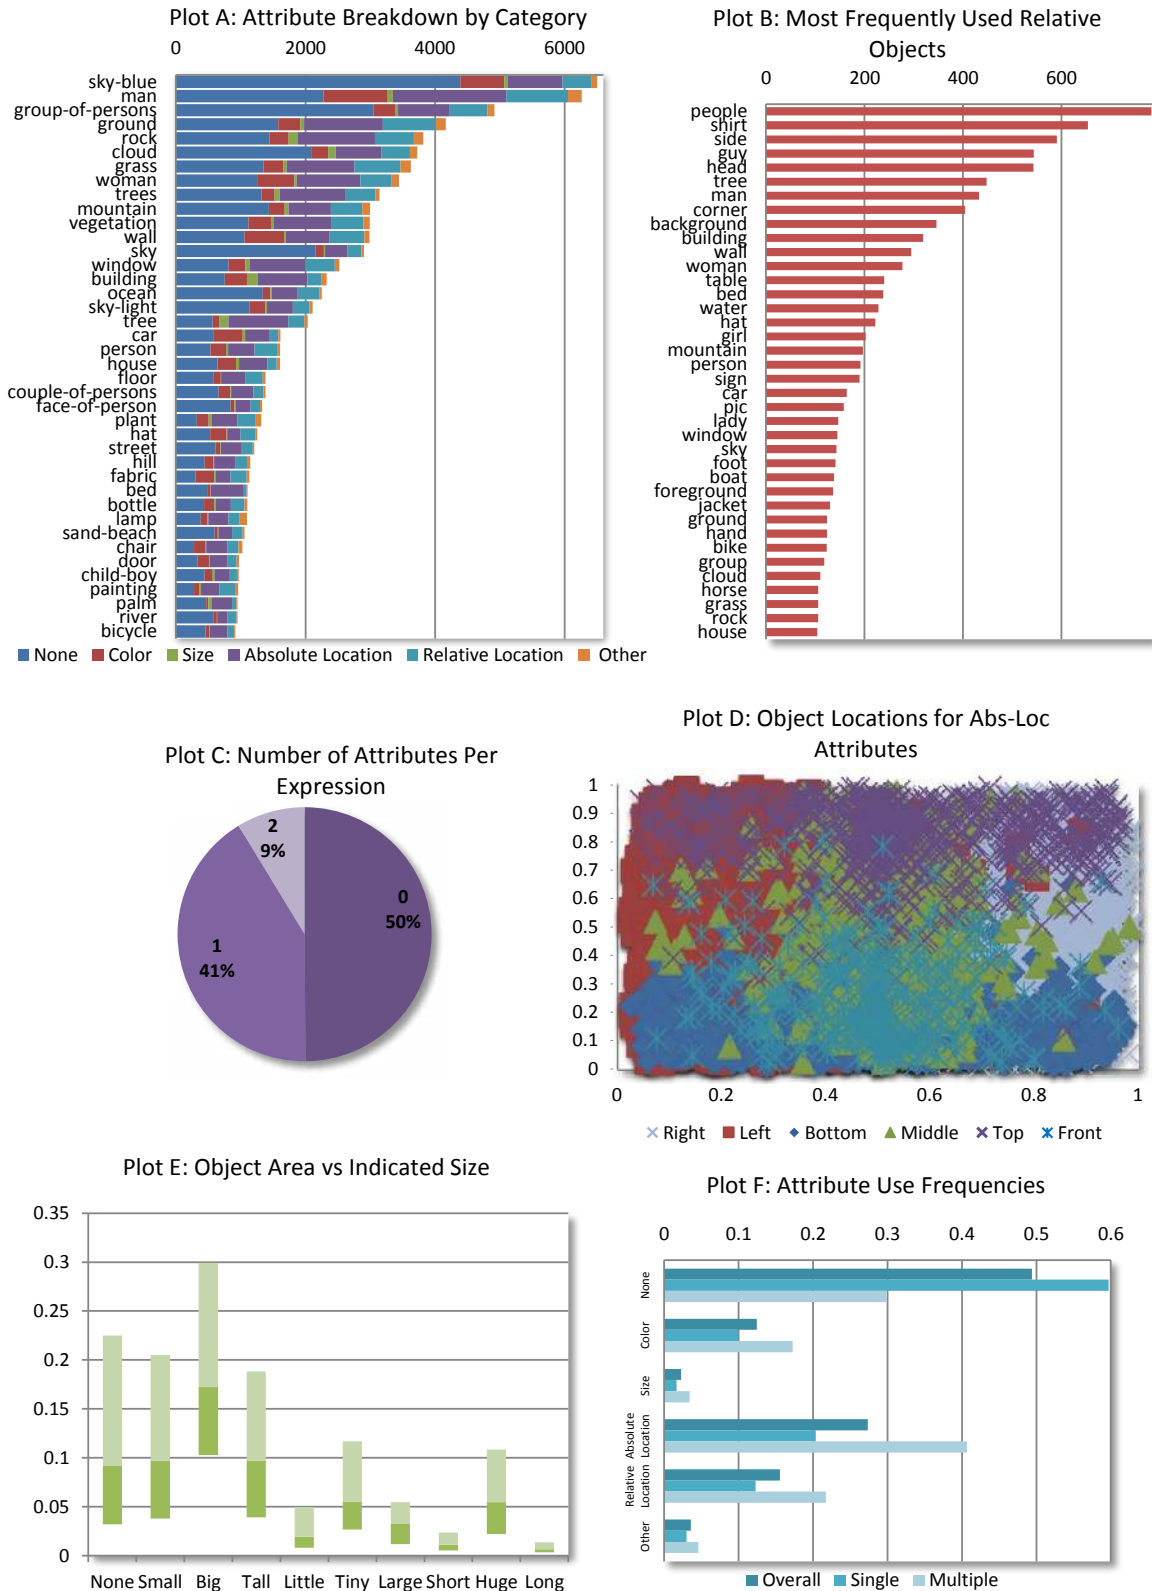 Plot A: Attribute Breakdown by Category
0 2000 4000 6000
sky-blue
man
group-of-persons
ground
rock
cloud
grass
woman
trees
mountain
vegetation
wall
sky
window
building
ocean
sky-light
tree
car
person
house
floor
couple-of-persons
face-of-person
plant
hat
street
hill
fabric
bed
bottle
lamp
sand-beach
chair
door
child-boy
painting
palm
river
bicycle
None Color Size Absolute Location Relative Location Other
Plot B: Most Frequently Used Relative
Objects
0 200 400 600
people
shirt
side
guy
head
tree
man
corner
background
building
wall
woman
table
bed
water
hat
girl
mountain
person
sign
car
pic
lady
window
sky
foot
boat
foreground
jacket
ground
hand
bike
group
cloud
horse
grass
rock
house
Plot C: Number of Attributes Per
Expression
2
9%
0
50%
1
41%
Plot D: Object Locations for Abs-Loc
Attributes
1
0.9
0.8
0.7
0.6
0.5
0.4
0.3
0.2
0.1
0
0 0.2 0.4 0.6 0.8 1
Right Left Bottom Middle Top Front
Plot E: Object Area vs Indicated Size
0.35
0.3
0.25
0.2
0.15
0.1
0.05
0
None Small Big Tall Little Tiny Large Short Huge Long
Plot F: Attribute Use Frequencies
0 0.1 0.2 0.3 0.4 0.5 0.6
None
Color
Size
Absolute
Location
Relative
Location
Other
Overall Single Multiple